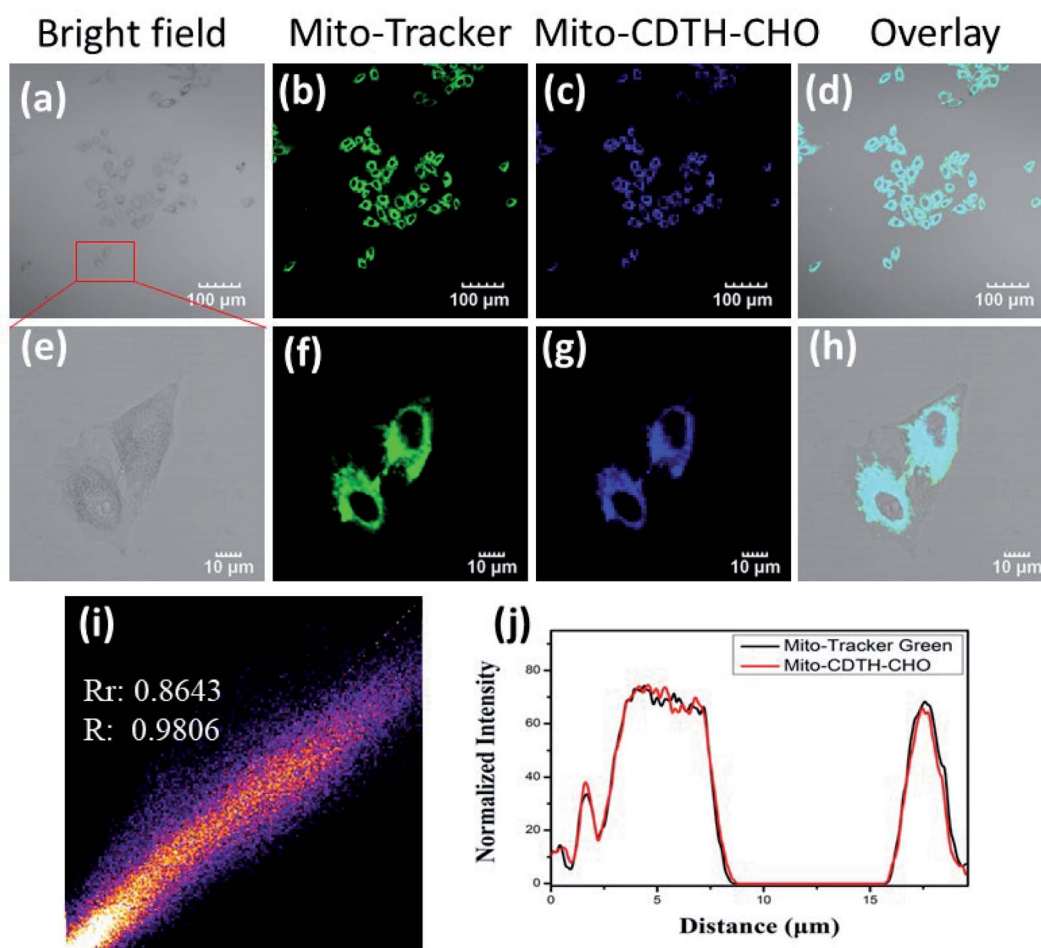 Bright field Mito-Tracker Mito-CDTH-CHO Overlay
(a) (b) (c) (d)
100 μm 100 μm 100 μm 100 μm
(e) (f) (g) (h)
10 μm 10 μm 10 μm 10 μm
(i)
Rr: 0.8643
R: 0.9806
(j)
Mito-Tracker Green
Mito-CDTH-CHO
80
60
40
20
0
Normalized Intensity
0 5 10 15
Distance (μm)